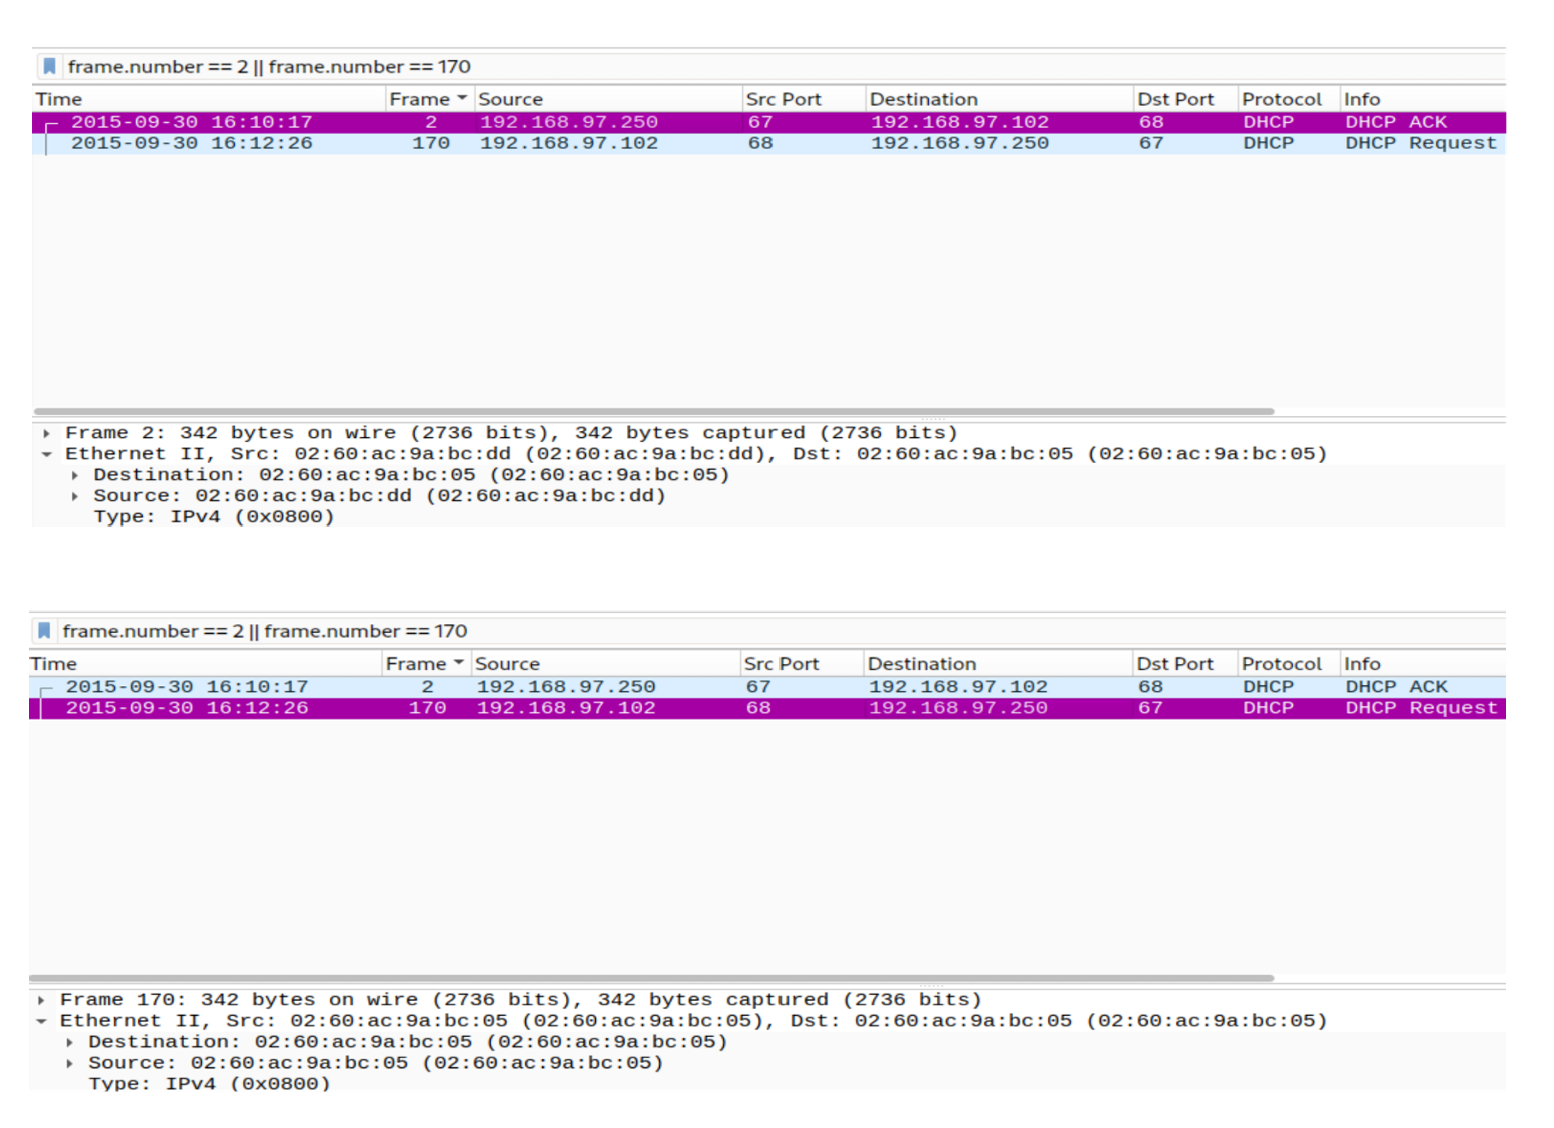 frame.number == 2 || frame.number == 170
Time Frame Source Src Port Destination Dst Port Protocol Info
2015-09-30 16:10:17 2 192.168.97.250 67 192.168.97.102 68 DHCP DHCP ACK
2015-09-30 16:12:26 170 192.168.97.102 68 192.168.97.250 67 DHCP DHCP Request
Frame 2: 342 bytes on wire (2736 bits), 342 bytes captured (2736 bits)
Ethernet II, Src: 02:60:ac:9a:bc:dd (02:60:ac:9a:bc:dd), Dst: 02:60:ac:9a:bc:05 (02:60:ac:9a:bc:05)
Destination: 02:60:ac:9a:bc:05 (02:60:ac:9a:bc:05)
Source: 02:60:ac:9a:bc:dd (02:60:ac:9a:bc:dd)
Type: IPv4 (0x0800)
frame.number == 2 || frame.number == 170
Time Frame Source Src Port Destination Dst Port Protocol Info
2015-09-30 16:10:17 2 192.168.97.250 67 192.168.97.102 68 DHCP DHCP ACK
2015-09-30 16:12:26 170 192.168.97.102 68 192.168.97.250 67 DHCP DHCP Request
Frame 170: 342 bytes on wire (2736 bits), 342 bytes captured (2736 bits)
Ethernet II, Src: 02:60:ac:9a:bc:05 (02:60:ac:9a:bc:05), Dst: 02:60:ac:9a:bc:05 (02:60:ac:9a:bc:05)
Destination: 02:60:ac:9a:bc:05 (02:60:ac:9a:bc:05)
Source: 02:60:ac:9a:bc:05 (02:60:ac:9a:bc:05)
Type: IPv4 (0x0800)